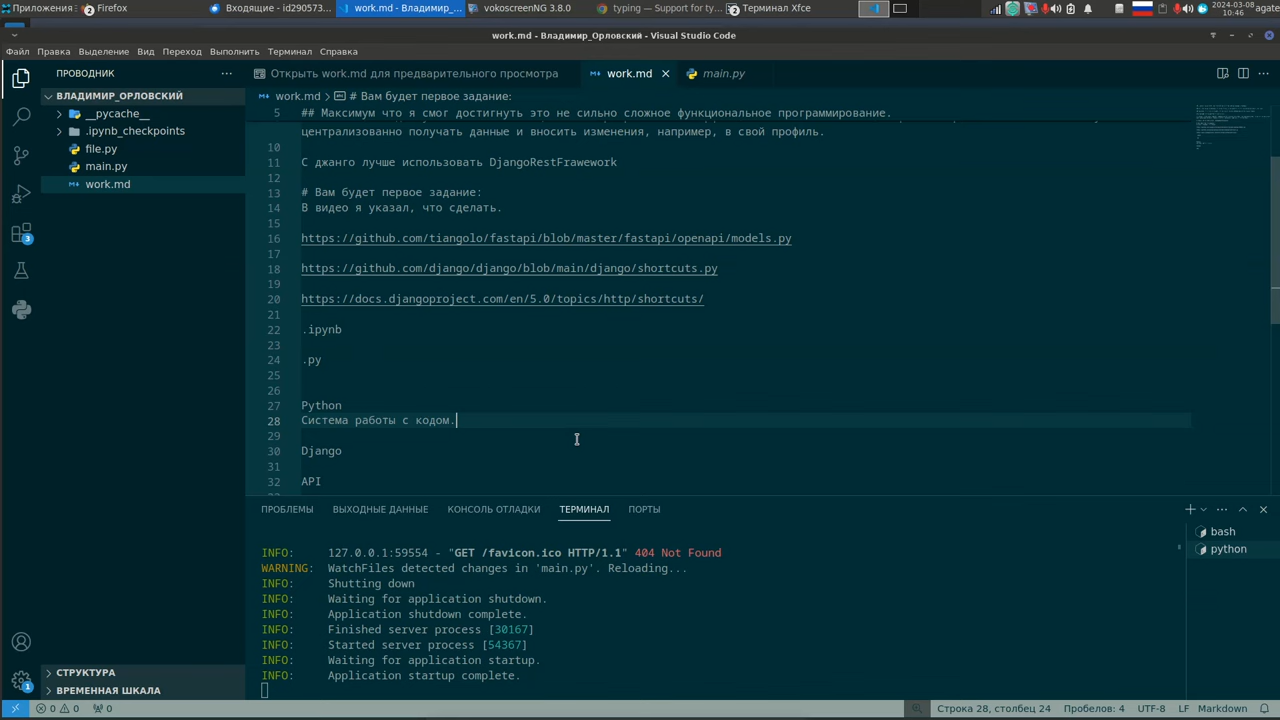 Приложения
2 Firefox
Входящие - id290573...
work.md - Владимир_...
vokoscreenNG 3.8.0
typing — Support for ty...
2 Терминал Xfce
2024-03-08
10:46
agate
work.md - Владимир_Орловский - Visual Studio Code
Файл Правка Выделение Вид Переход Выполнить Терминал Справка
ПРОВОДНИК
Открыть work.md для предварительного просмотра
work.md
main.py
ВЛАДИМИР_ОРЛОВСКИЙ
__pycache__
.ipynb_checkpoints
file.py
main.py
work.md
3
work.md > # Вам будет первое задание:
5 ## Максимум что я смог достигнуть это не сильно сложное функциональное программирование.
централизованно получать данные и вносить изменения, например, в свой профиль.
10
11 С джанго лучше использовать DjangoRestFrawework
12
13 # Вам будет первое задание:
14 В видео я указал, что сделать.
15
16 https://github.com/tiangolo/fastapi/blob/master/fastapi/openapi/models.py
17
18 https://github.com/django/django/blob/main/django/shortcuts.py
19
20 https://docs.djangoproject.com/en/5.0/topics/http/shortcuts/
21
22 .ipynb
23
24 .py
25
26
27 Python
28 Система работы с кодом.
29
30 Django
31
32 API
ПРОБЛЕМЫ ВЫХОДНЫЕ ДАННЫЕ КОНСОЛЬ ОТЛАДКИ ТЕРМИНАЛ ПОРТЫ
bash
python
INFO: 127.0.0.1:59554 - "GET /favicon.ico HTTP/1.1" 404 Not Found
WARNING: WatchFiles detected changes in 'main.py'. Reloading...
INFO: Shutting down
INFO: Waiting for application shutdown.
INFO: Application shutdown complete.
INFO: Finished server process [30167]
INFO: Started server process [54367]
INFO: Waiting for application startup.
INFO: Application startup complete.
СТРУКТУРА
ВРЕМЕННАЯ ШКАЛА
1
0 0 0
Строка 28, столбец 24 Пробелов: 4 UTF-8 LF Markdown